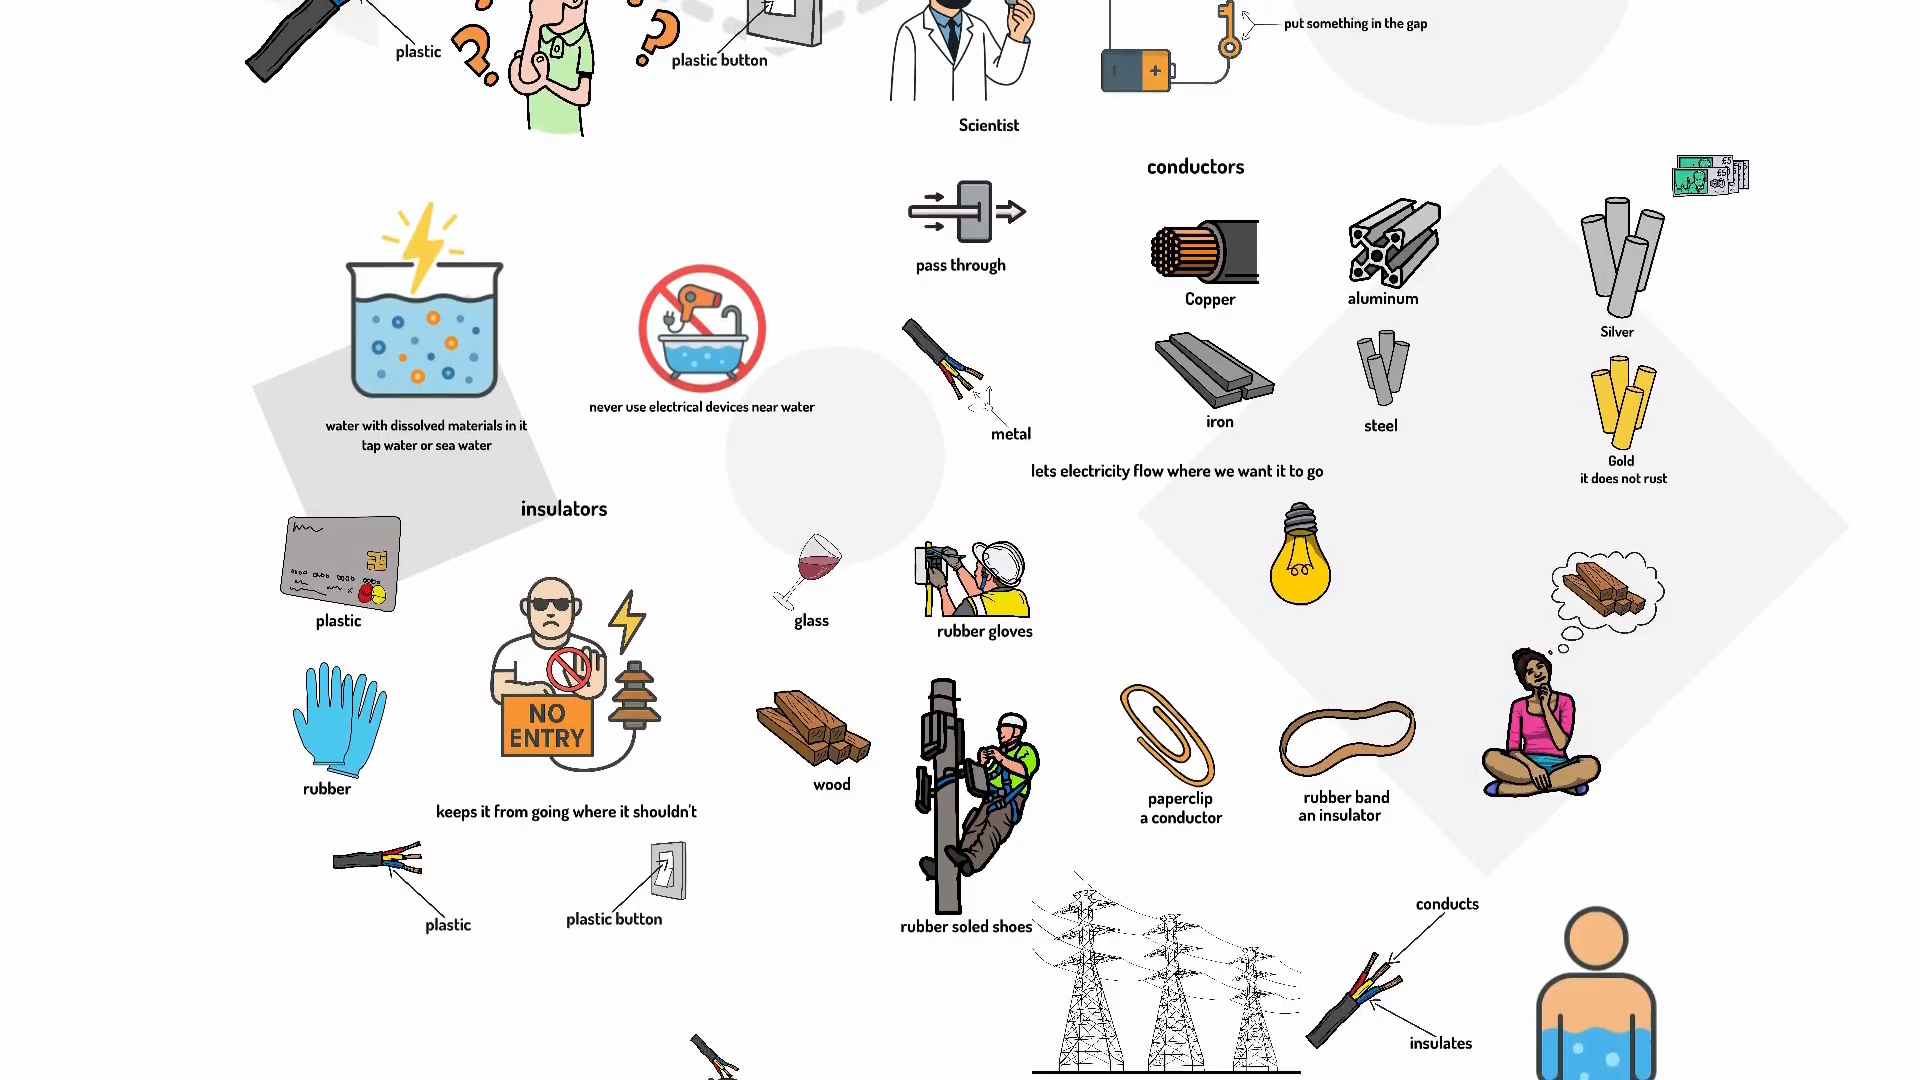 plastic
plastic button
Scientist
put something in the gap
conductors
pass through
Copper
aluminum
Silver
iron
steel
Gold
it does not rust
metal
lets electricity flow where we want it to go
water with dissolved materials in it
tap water or sea water
never use electrical devices near water
insulators
plastic
glass
rubber gloves
NO
ENTRY
rubber
wood
keeps it from going where it shouldn't
paperclip
a conductor
rubber band
an insulator
plastic
plastic button
rubber soled shoes
conducts
insulates